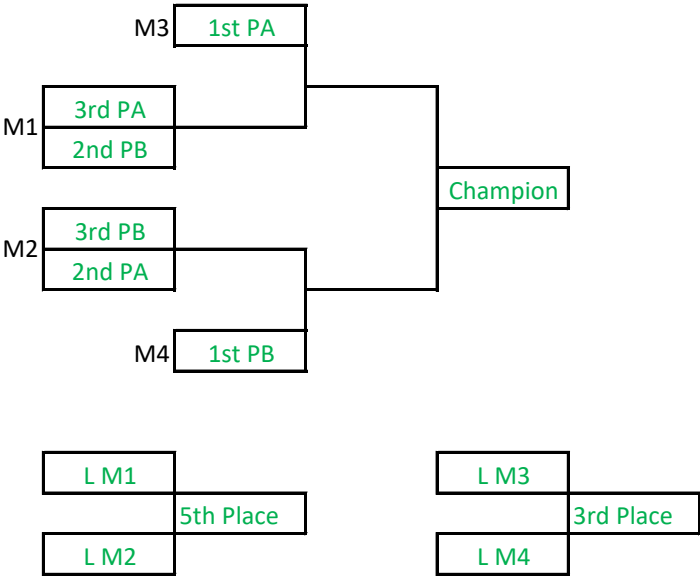 M3 1st PA
3rd PA
M1
2nd PB
Champion
3rd PB
M2
2nd PA
M4 1st PB
L M1 L M3
5th Place 3rd Place
L M2 L M4